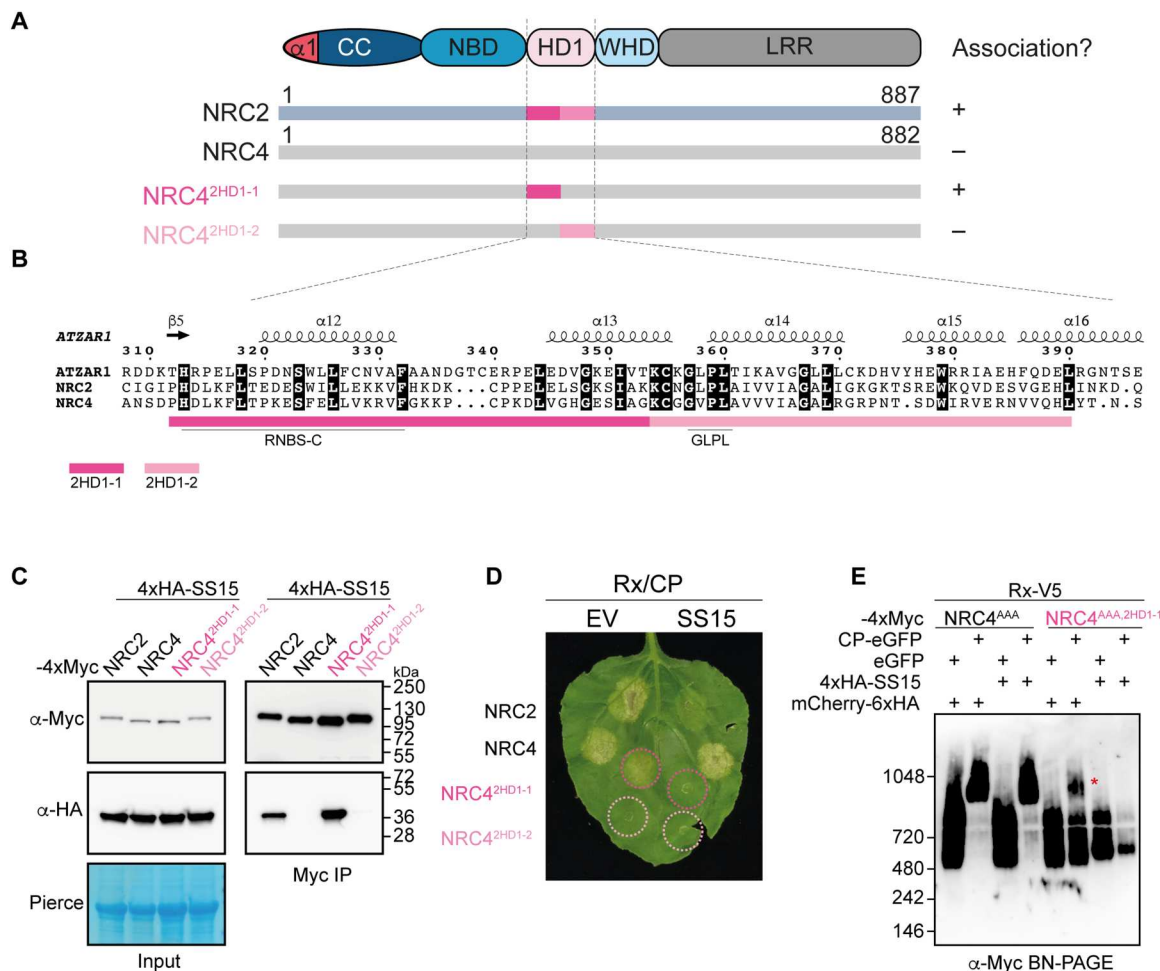 A
α1 CC NBD HD1 WHD LRR Association?
1 887
NRC2 +
1 882
NRC4 –
NRC4^2HD1-1 +
NRC4^2HD1-2 –
B
β5 α12 α13 α14 α15 α16
ATZAR1
310 320 330 340 350 360 370 380 390
ATZAR1 RDDKTHRPELLSPDNSWLLFCNVAFAANDGTCERPELEDVGKEIVTKCKGLPLTIKAVGGLLLCKDHVYHEWRRIAEHFQDELRGNTSE
NRC2 CIGIPHDLKFLTEDESWELLEKKVFHKDK...CPPELELSGKSIAKKCNGLPLAIVVIAGALIGKGKTSREWKQVDESVGEHLINKD.Q
NRC4 NSDPHDLKFLTPKESFELLVKRVFGKKP...CPKDLVGHGESIAGKCGGVPLAVVVIAGALRGRPNT.SDWIRVERNVVQHLYT.N.S
RNBS-C GLPL
2HD1-1 2HD1-2
C
4xHA-SS15 4xHA-SS15
-4xMyc NRC2 NRC4 NRC4^2HD1-1 NRC4^2HD1-2 NRC2 NRC4 NRC4^2HD1-1 NRC4^2HD1-2 kDa
α-Myc
250
130
95
72
55
α-HA
72
55
36
28
Pierce
Myc IP
Input
D
Rx/CP
EV SS15
NRC2
NRC4
NRC4^2HD1-1
NRC4^2HD1-2
E
Rx-V5
-4xMyc NRC4^AAA NRC4^AAA,2HD1-1
CP-eGFP + + + +
eGFP + + + +
4xHA-SS15 + + + +
mCherry-6xHA + + + +
1048 *
720
480
242
146
α-Myc BN-PAGE